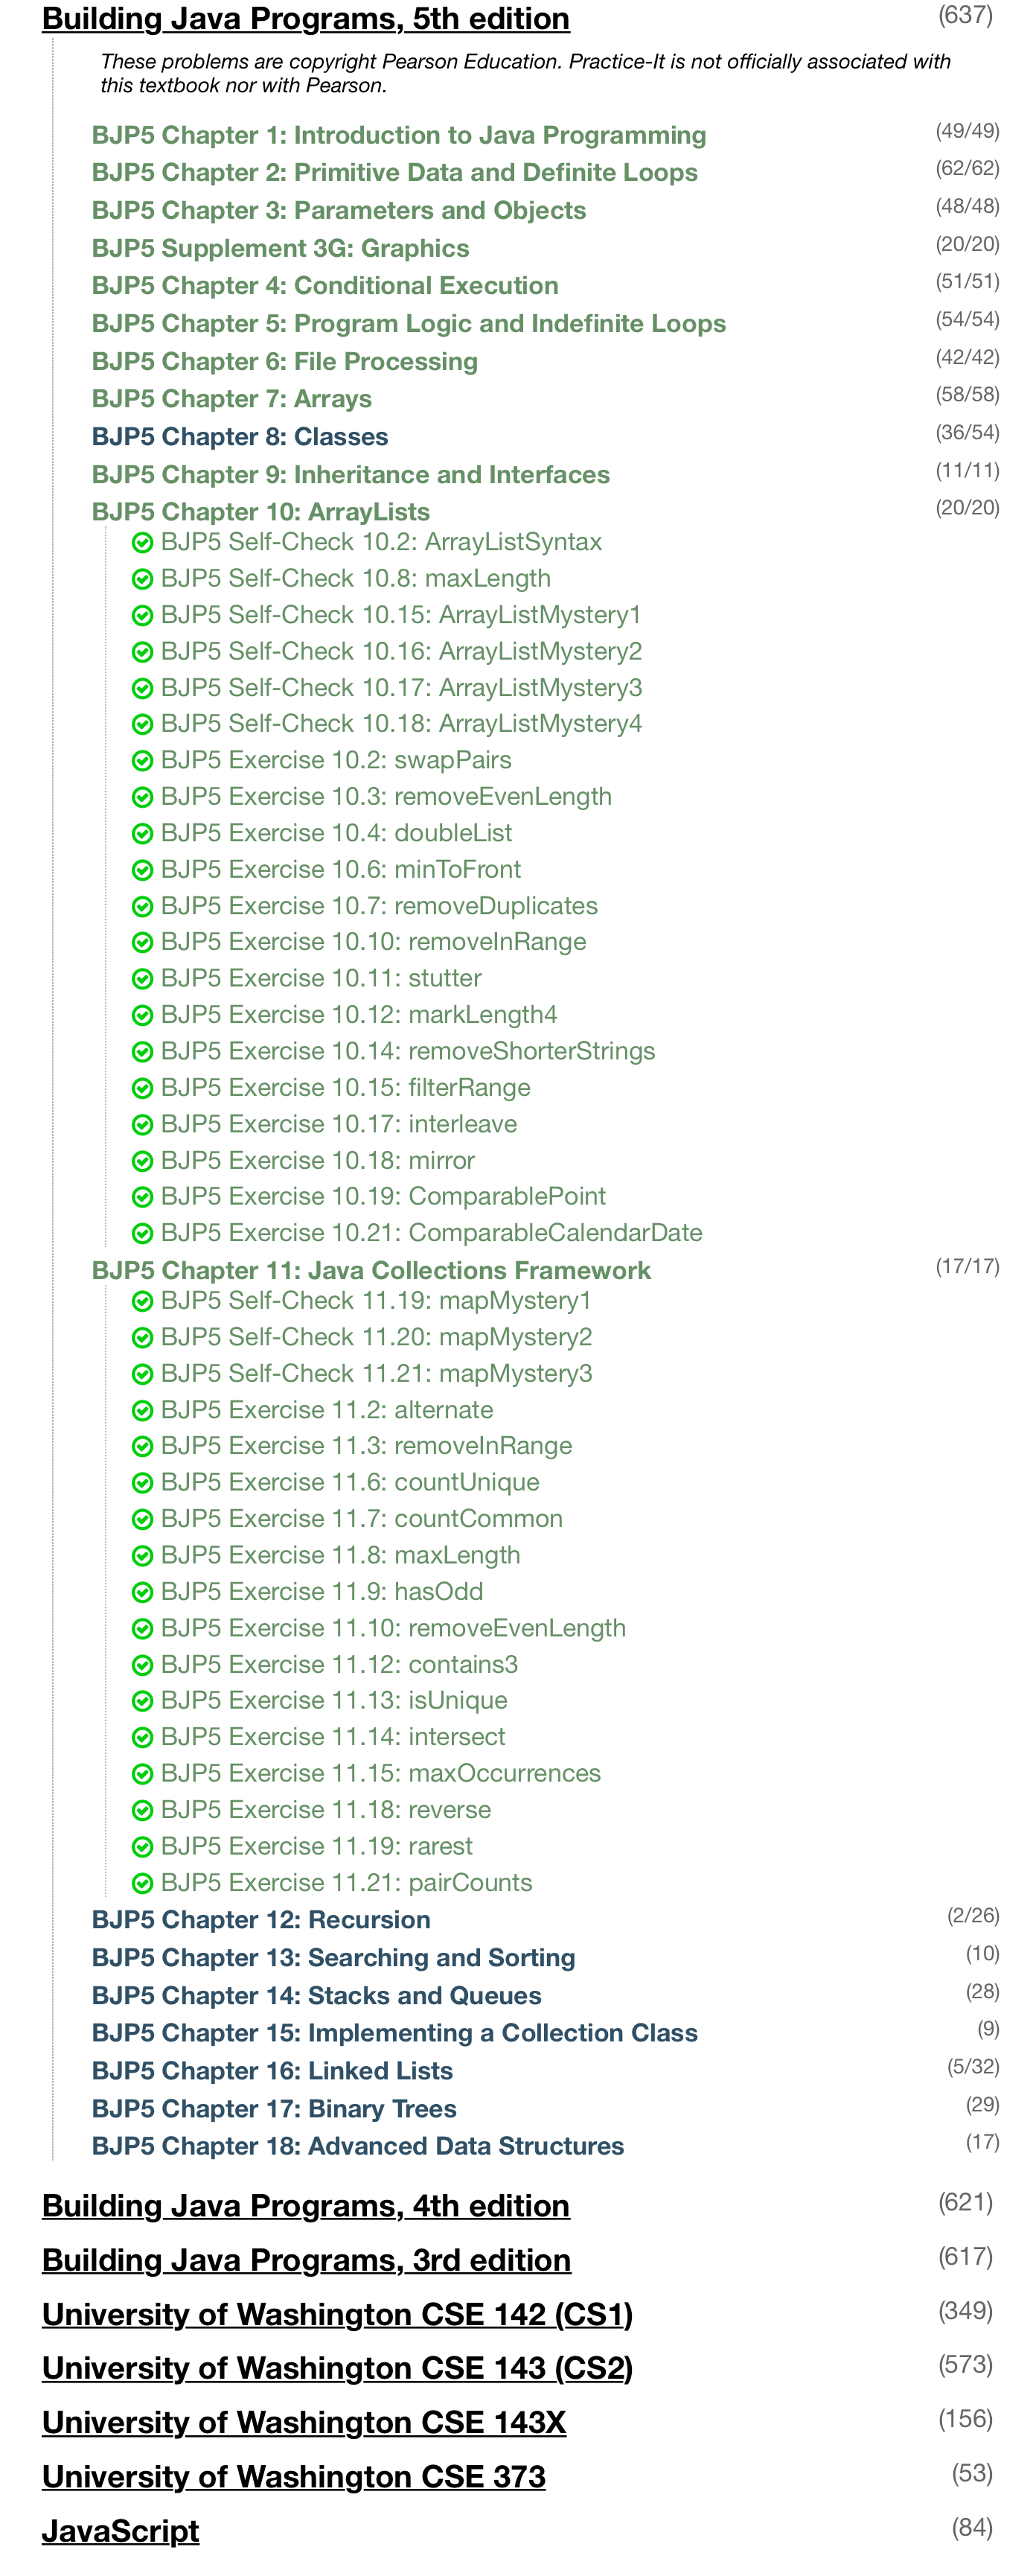 Building Java Programs, 5th edition (637)
These problems are copyright Pearson Education. Practice-It is not officially associated with
this textbook nor with Pearson.
BJP5 Chapter 1: Introduction to Java Programming (49/49)
BJP5 Chapter 2: Primitive Data and Definite Loops (62/62)
BJP5 Chapter 3: Parameters and Objects (48/48)
BJP5 Supplement 3G: Graphics (20/20)
BJP5 Chapter 4: Conditional Execution (51/51)
BJP5 Chapter 5: Program Logic and Indefinite Loops (54/54)
BJP5 Chapter 6: File Processing (42/42)
BJP5 Chapter 7: Arrays (58/58)
BJP5 Chapter 8: Classes (36/54)
BJP5 Chapter 9: Inheritance and Interfaces (11/11)
BJP5 Chapter 10: ArrayLists (20/20)
BJP5 Self-Check 10.2: ArrayListSyntax
BJP5 Self-Check 10.8: maxLength
BJP5 Self-Check 10.15: ArrayListMystery1
BJP5 Self-Check 10.16: ArrayListMystery2
BJP5 Self-Check 10.17: ArrayListMystery3
BJP5 Self-Check 10.18: ArrayListMystery4
BJP5 Exercise 10.2: swapPairs
BJP5 Exercise 10.3: removeEvenLength
BJP5 Exercise 10.4: doubleList
BJP5 Exercise 10.6: minToFront
BJP5 Exercise 10.7: removeDuplicates
BJP5 Exercise 10.10: removeInRange
BJP5 Exercise 10.11: stutter
BJP5 Exercise 10.12: markLength4
BJP5 Exercise 10.14: removeShorterStrings
BJP5 Exercise 10.15: filterRange
BJP5 Exercise 10.17: interleave
BJP5 Exercise 10.18: mirror
BJP5 Exercise 10.19: ComparablePoint
BJP5 Exercise 10.21: ComparableCalendarDate
BJP5 Chapter 11: Java Collections Framework (17/17)
BJP5 Self-Check 11.19: mapMystery1
BJP5 Self-Check 11.20: mapMystery2
BJP5 Self-Check 11.21: mapMystery3
BJP5 Exercise 11.2: alternate
BJP5 Exercise 11.3: removeInRange
BJP5 Exercise 11.6: countUnique
BJP5 Exercise 11.7: countCommon
BJP5 Exercise 11.8: maxLength
BJP5 Exercise 11.9: hasOdd
BJP5 Exercise 11.10: removeEvenLength
BJP5 Exercise 11.12: contains3
BJP5 Exercise 11.13: isUnique
BJP5 Exercise 11.14: intersect
BJP5 Exercise 11.15: maxOccurrences
BJP5 Exercise 11.18: reverse
BJP5 Exercise 11.19: rarest
BJP5 Exercise 11.21: pairCounts
BJP5 Chapter 12: Recursion (2/26)
BJP5 Chapter 13: Searching and Sorting (10)
BJP5 Chapter 14: Stacks and Queues (28)
BJP5 Chapter 15: Implementing a Collection Class (9)
BJP5 Chapter 16: Linked Lists (5/32)
BJP5 Chapter 17: Binary Trees (29)
BJP5 Chapter 18: Advanced Data Structures (17)
Building Java Programs, 4th edition (621)
Building Java Programs, 3rd edition (617)
University of Washington CSE 142 (CS1) (349)
University of Washington CSE 143 (CS2) (573)
University of Washington CSE 143X (156)
University of Washington CSE 373 (53)
JavaScript (84)